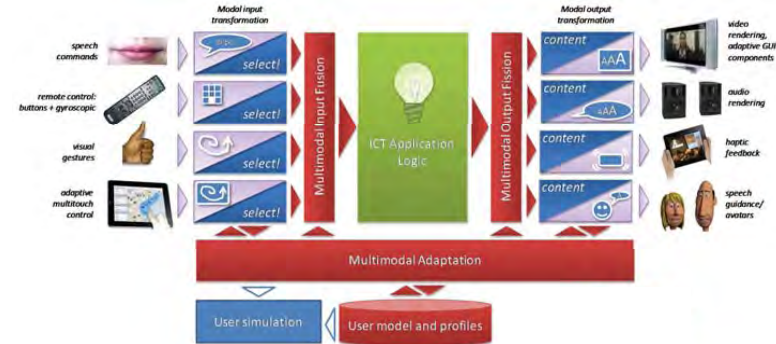 Modal input
transformation
Modal output
transformation
speech
commands
select!
remote control:
buttons + gyroscopic
select!
visual
gestures
select!
adaptive
multitouch
control
select!
Multimodal Input Fusion
ICT Application
Logic
Multimodal Output Fission
content
AAA
video
rendering,
adaptive GUI
components
content
AAA
audio
rendering
content
haptic
feedback
content
speech
guidance/
avatars
Multimodal Adaptation
User simulation
User model and profiles